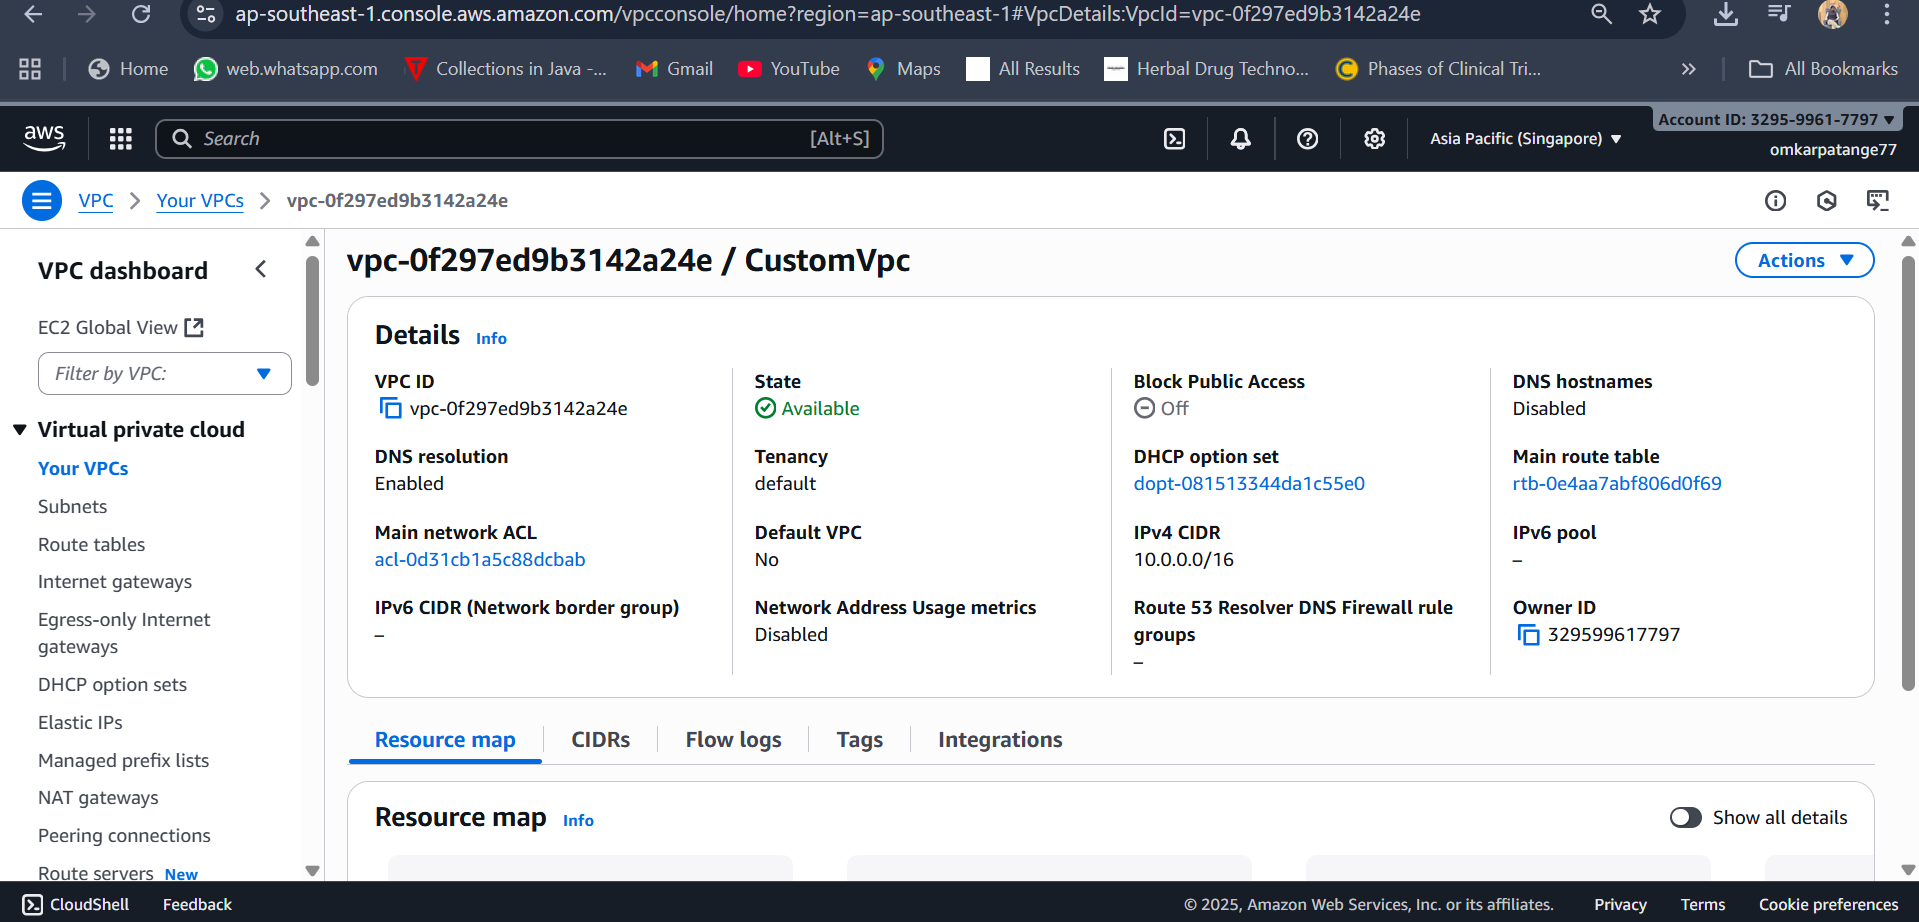 ap-southeast-1.console.aws.amazon.com/vpcconsole/home?region=ap-southeast-1#VpcDetails:VpcId=vpc-0f297ed9b3142a24e
Home web.whatsapp.com Collections in Java -... Gmail YouTube Maps All Results Herbal Drug Techno... Phases of Clinical Tri... » All Bookmarks
aws Search [Alt+S] Asia Pacific (Singapore) Account ID: 3295-9961-7797
omkarpatange77
VPC > Your VPCs > vpc-0f297ed9b3142a24e
VPC dashboard
EC2 Global View
Filter by VPC:
Virtual private cloud
Your VPCs
Subnets
Route tables
Internet gateways
Egress-only Internet
gateways
DHCP option sets
Elastic IPs
Managed prefix lists
NAT gateways
Peering connections
Route servers New
vpc-0f297ed9b3142a24e / CustomVpc
Actions
Details Info
VPC ID
vpc-0f297ed9b3142a24e
State
Available
Block Public Access
Off
DNS hostnames
Disabled
DNS resolution
Enabled
Tenancy
default
DHCP option set
dopt-081513344da1c55e0
Main route table
rtb-0e4aa7abf806d0f69
Main network ACL
acl-0d31cb1a5c88dcbab
Default VPC
No
IPv4 CIDR
10.0.0.0/16
IPv6 pool
–
IPv6 CIDR (Network border group)
–
Network Address Usage metrics
Disabled
Route 53 Resolver DNS Firewall rule
groups
–
Owner ID
329599617797
Resource map CIDRs Flow logs Tags Integrations
Resource map Info
Show all details
CloudShell Feedback © 2025, Amazon Web Services, Inc. or its affiliates. Privacy Terms Cookie preferences